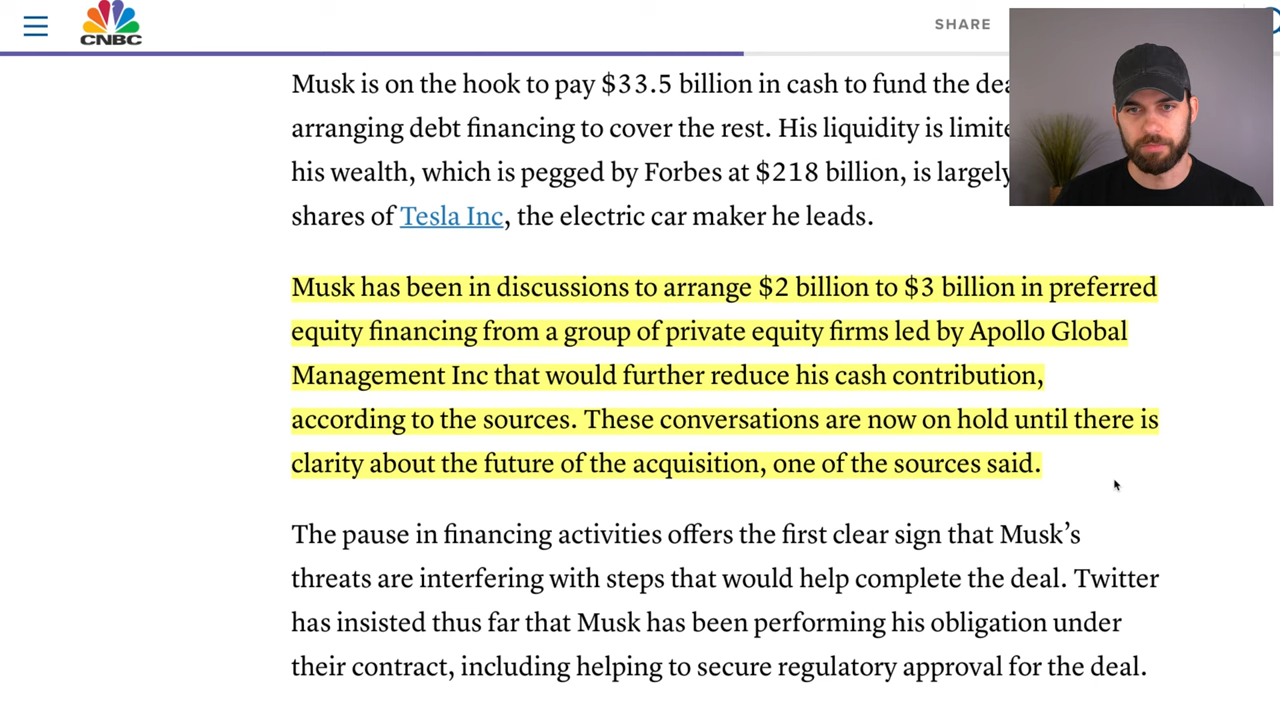 CNBC
SHARE
Musk is on the hook to pay $33.5 billion in cash to fund the
arranging debt financing to cover the rest. His liquidity is
his wealth, which is pegged by Forbes at $218 billion, is largely
shares of Tesla Inc, the electric car maker he leads.
Musk has been in discussions to arrange $2 billion to $3 billion in preferred
equity financing from a group of private equity firms led by Apollo Global
Management Inc that would further reduce his cash contribution,
according to the sources. These conversations are now on hold until there is
clarity about the future of the acquisition, one of the sources said.
The pause in financing activities offers the first clear sign that Musk’s
threats are interfering with steps that would help complete the deal. Twitter
has insisted thus far that Musk has been performing his obligation under
their contract, including helping to secure regulatory approval for the deal.